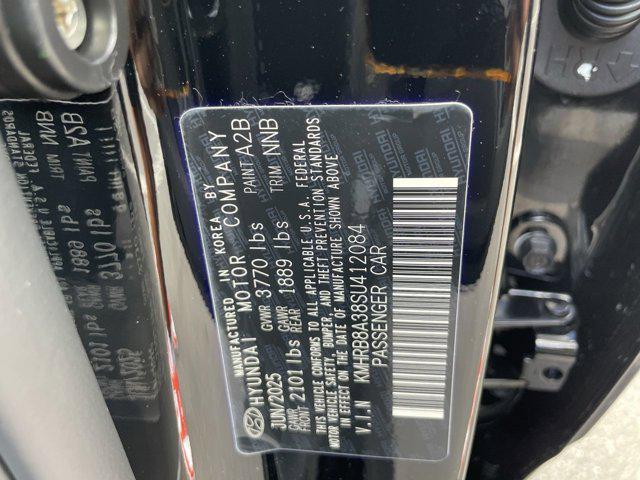 MANUFACTURED IN KOREA BY
HYUNDAI MOTOR COMPANY
JUN/2025 GVWR 3770 lbs PAINT A2B
GAWR FRONT 2101 lbs GAWR REAR 1889 lbs TRIM NNB
THIS VEHICLE CONFORMS TO ALL APPLICABLE U.S.A. FEDERAL
MOTOR VEHICLE SAFETY, BUMPER, AND THEFT PREVENTION STANDARDS
IN EFFECT ON THE DATE OF MANUFACTURE SHOWN ABOVE
V.I.N KMHRB8A38SU412084
PASSENGER CAR